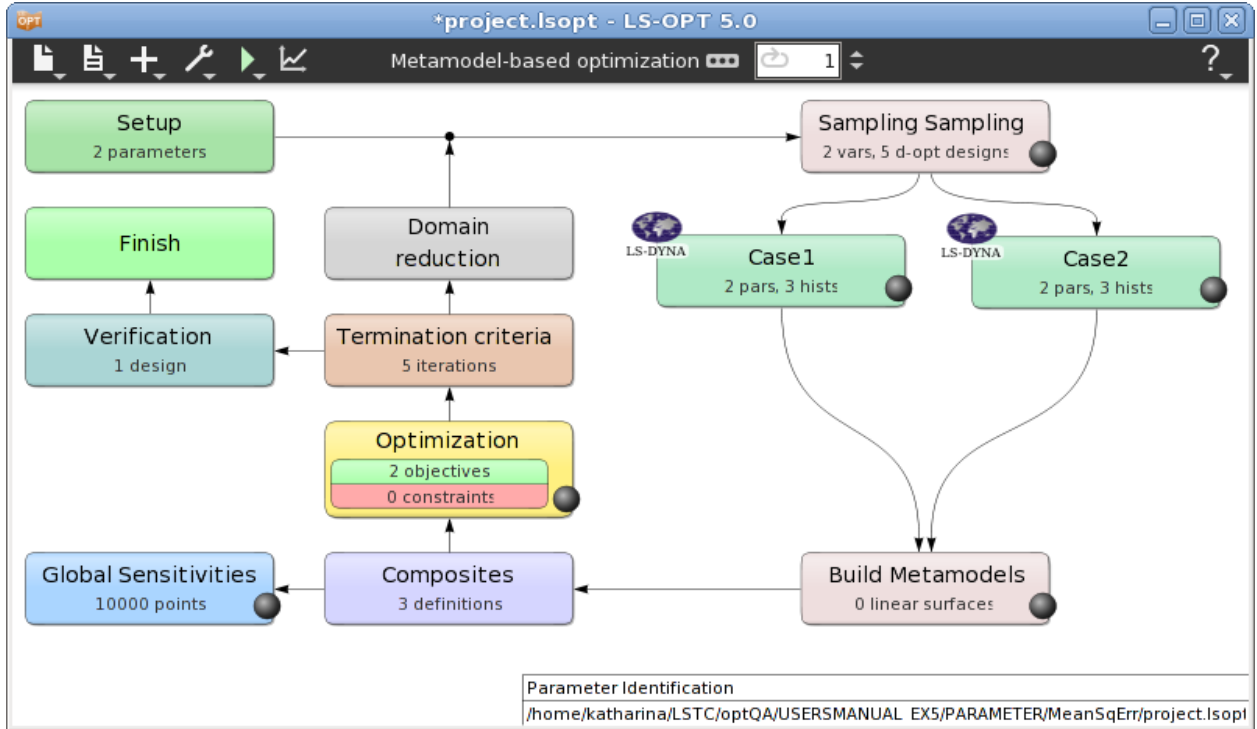 OPT
*project.lsopt - LS-OPT 5.0
Metamodel-based optimization
1
?
Setup
2 parameters
Sampling Sampling
2 vars, 5 d-opt designs
Finish
Domain
reduction
LS-DYNA
Case1
2 pars, 3 hists
LS-DYNA
Case2
2 pars, 3 hists
Verification
1 design
Termination criteria
5 iterations
Optimization
2 objectives
0 constraints
Global Sensitivities
10000 points
Composites
3 definitions
Build Metamodels
0 linear surfaces
Parameter Identification
/home/katharina/LSTC/optQA/USERSMANUAL_EX5/PARAMETER/MeanSqErr/project.lsopt